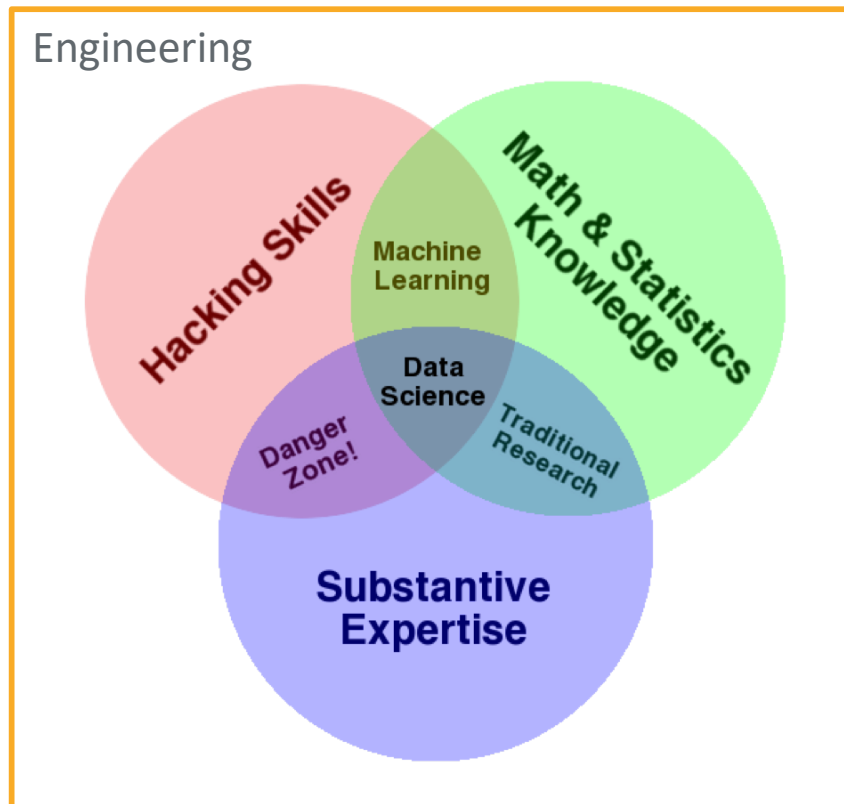 Engineering
Hacking Skills
Math & Statistics
Knowledge
Machine
Learning
Data
Science
Danger
Zone!
Traditional
Research
Substantive
Expertise